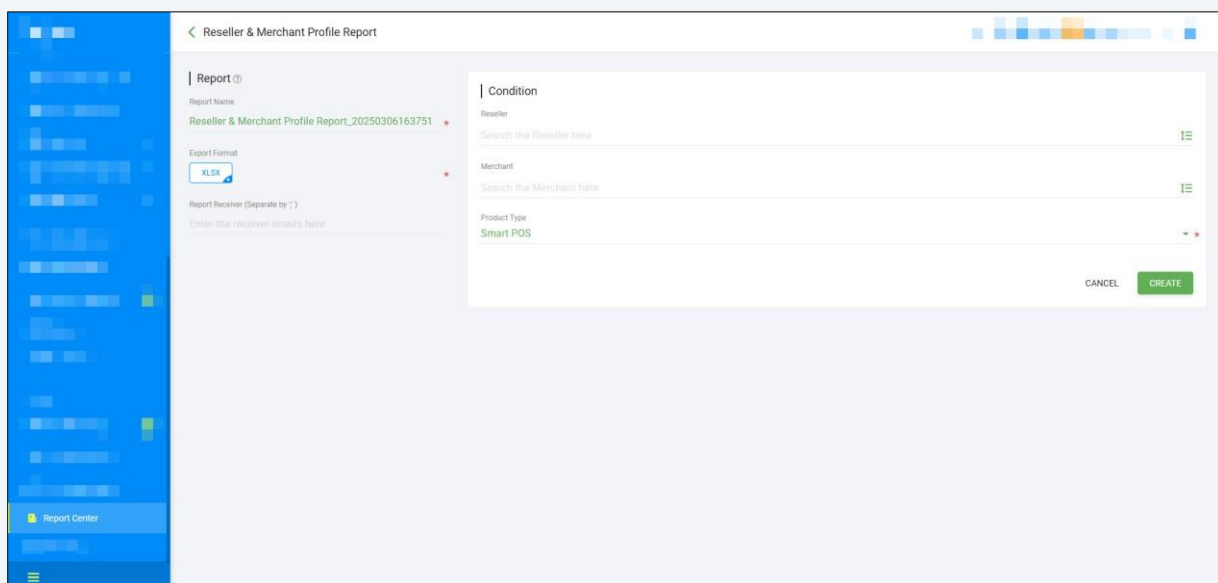 Reseller & Merchant Profile Report
Report
Report Name
Reseller & Merchant Profile Report_20250306163751 *
Export Format
XLSX
*
Report Receiver (Separate by ';')
Enter the receiver emails here
Condition
Reseller
Search the Reseller here
Merchant
Search the Merchant here
Product Type
Smart POS
*
CANCEL CREATE
Report Center